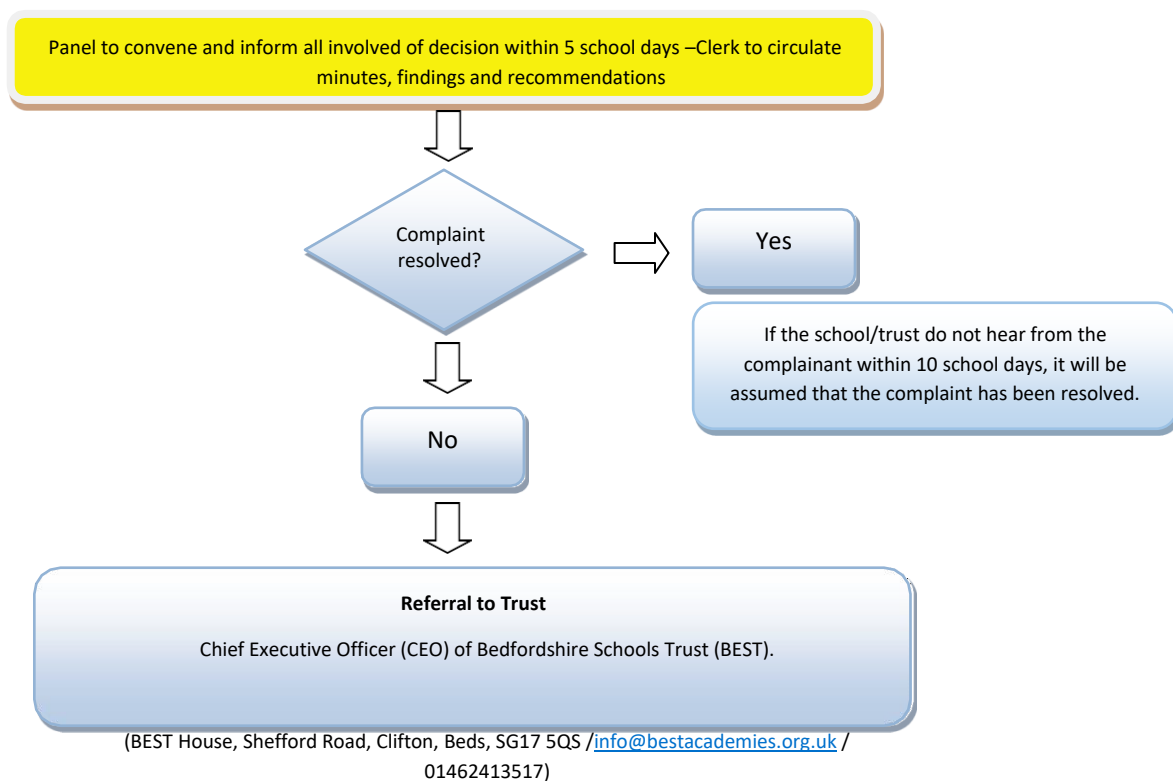 Panel to convene and inform all involved of decision within 5 school days –Clerk to circulate
minutes, findings and recommendations
Complaint
resolved?
Yes
If the school/trust do not hear from the
complainant within 10 school days, it will be
assumed that the complaint has been resolved.
No
Referral to Trust
Chief Executive Officer (CEO) of Bedfordshire Schools Trust (BEST).
(BEST House, Shefford Road, Clifton, Beds, SG17 5QS /info@bestacademies.org.uk /
01462413517)